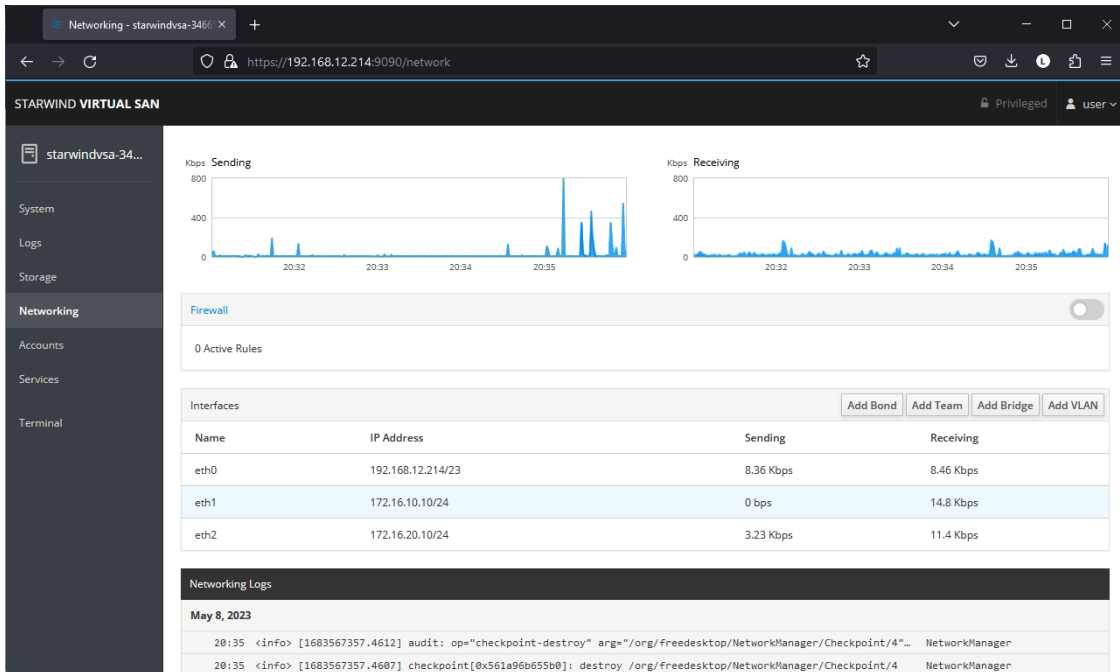 Networking - starwindvsa-3466
https://192.168.12.214:9090/network
L
STARWIND VIRTUAL SAN
Privileged
user
starwindvsa-34...
System
Logs
Storage
Networking
Accounts
Services
Terminal
Kbps Sending
800
400
0
20:32 20:33 20:34 20:35
Kbps Receiving
800
400
0
20:32 20:33 20:34 20:35
Firewall
0 Active Rules
Interfaces Add Bond Add Team Add Bridge Add VLAN
Name IP Address Sending Receiving
eth0 192.168.12.214/23 8.36 Kbps 8.46 Kbps
eth1 172.16.10.10/24 0 bps 14.8 Kbps
eth2 172.16.20.10/24 3.23 Kbps 11.4 Kbps
Networking Logs
May 8, 2023
20:35 <info> [1683567357.4612] audit: op="checkpoint-destroy" arg="/org/freedesktop/NetworkManager/Checkpoint/4"… NetworkManager
20:35 <info> [1683567357.4607] checkpoint[0x561a96b655b0]: destroy /org/freedesktop/NetworkManager/Checkpoint/4 NetworkManager